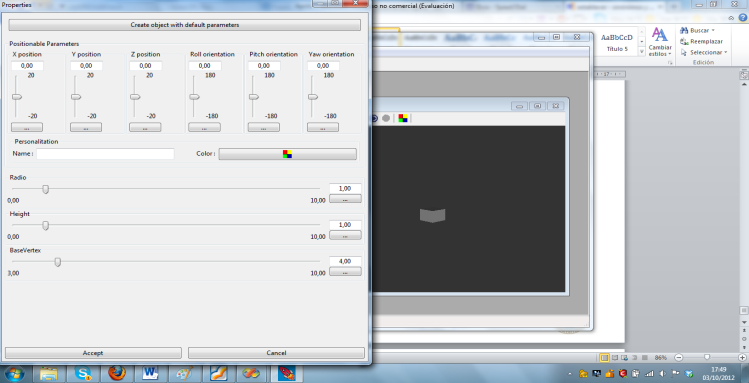 Properties
o no comercial (Evaluación)
Create object with default parameters
Positionable Parameters
X position Y position Z position Roll orientation Pitch orientation Yaw orientation
0,00 0,00 0,00 0,00 0,00 0,00
20 20 20 180 180 180
-20 -20 -20 -180 -180 -180
... ... ... ... ... ...
Personalitation
Name : Color :
Radio
1,00
0,00 10,00 ...
Height
1,00
0,00 10,00 ...
BaseVertex
4,00
3,00 10,00 ...
Accept Cancel
AaBbCcD
Título 5
Cambiar
estilos
Buscar
Reemplazar
Seleccionar
Edición
86%
17:49
03/10/2012